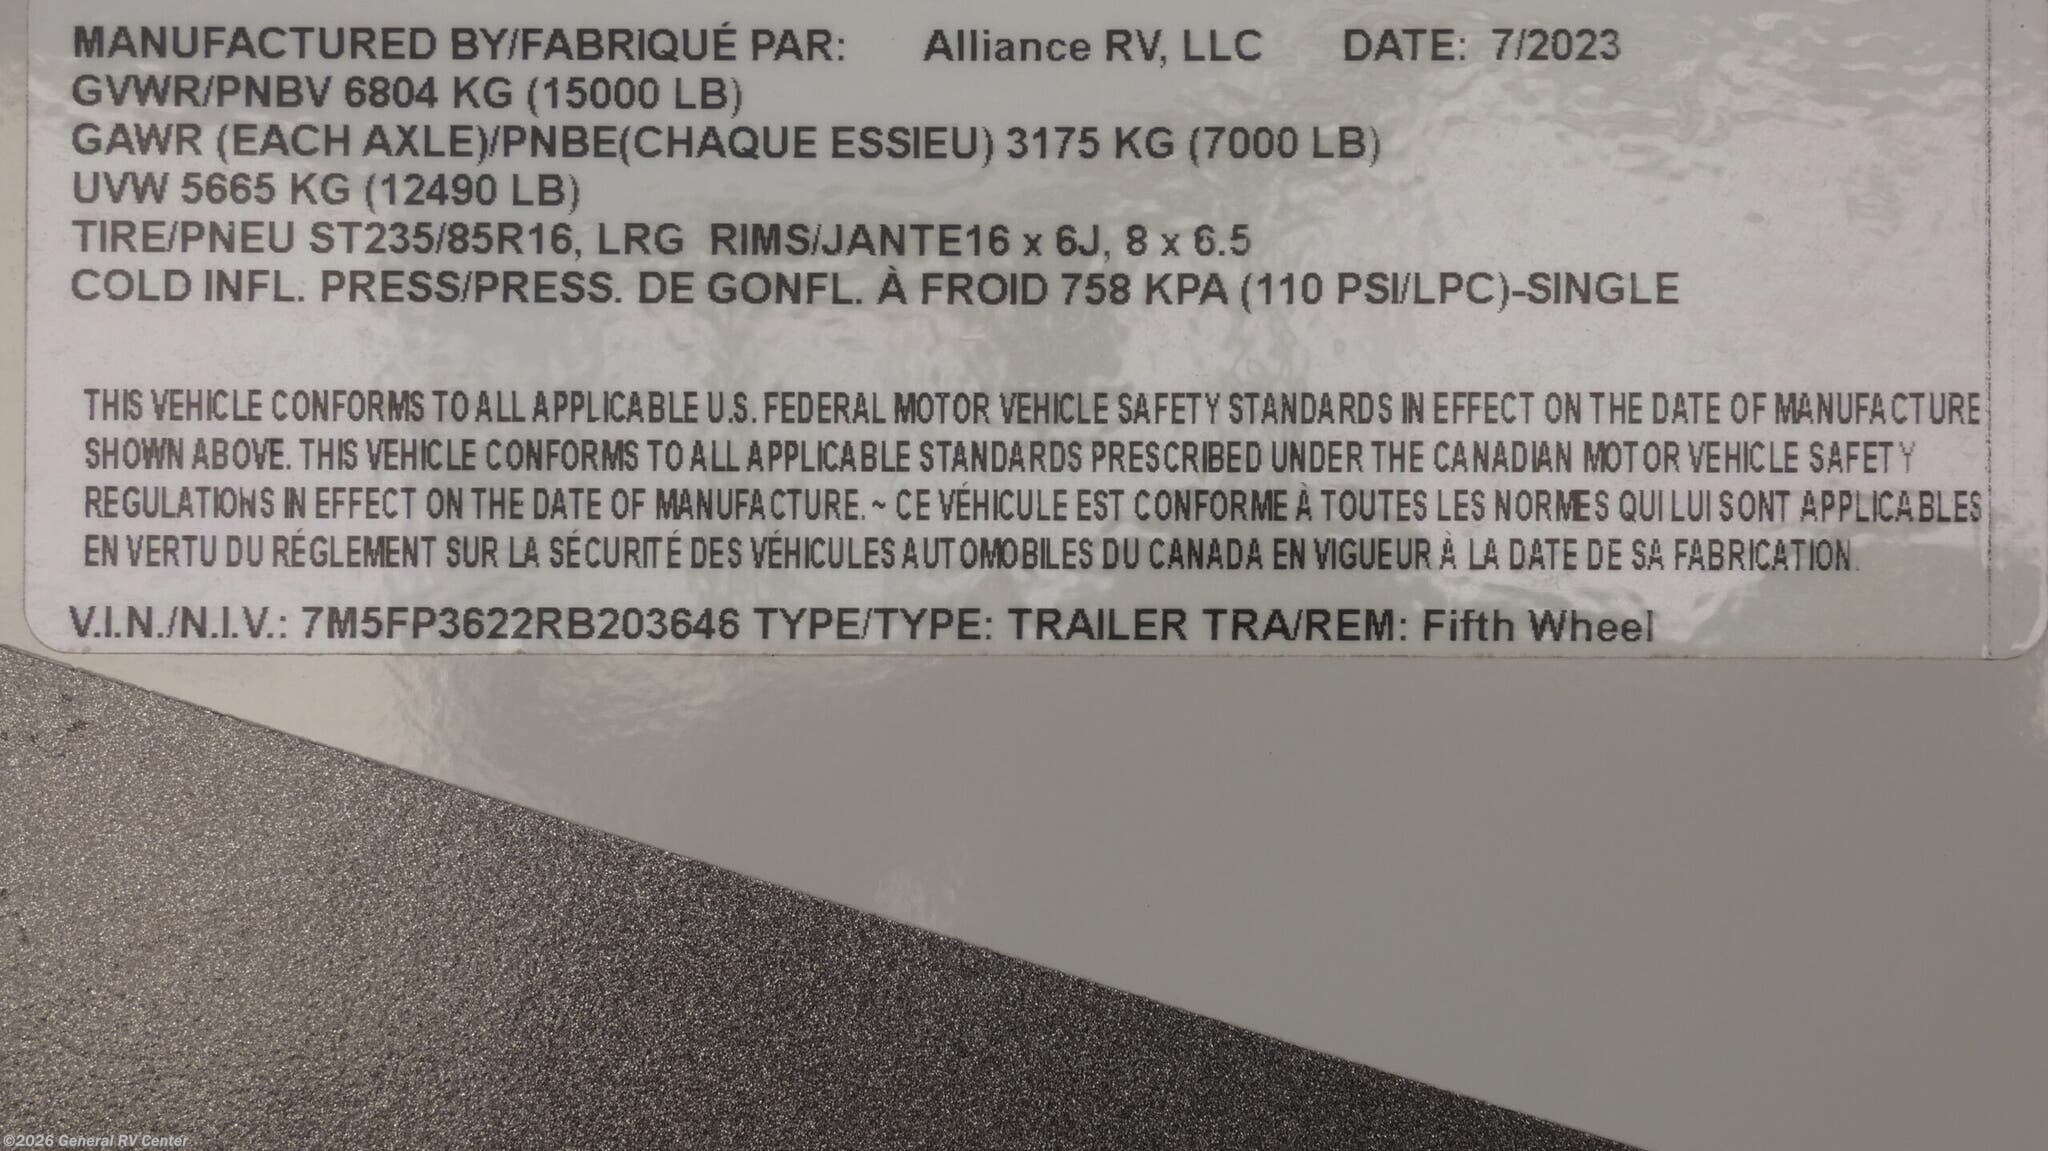 MANUFACTURED BY/FABRIQUÉ PAR: Alliance RV, LLC DATE: 7/2023
GVWR/PNBV 6804 KG (15000 LB)
GAWR (EACH AXLE)/PNBE(CHAQUE ESSIEU) 3175 KG (7000 LB)
UVW 5665 KG (12490 LB)
TIRE/PNEU ST235/85R16, LRG RIMS/JANTE16 x 6J, 8 x 6.5
COLD INFL. PRESS/PRESS. DE GONFL. À FROID 758 KPA (110 PSI/LPC)-SINGLE
THIS VEHICLE CONFORMS TO ALL APPLICABLE U.S. FEDERAL MOTOR VEHICLE SAFETY STANDARDS IN EFFECT ON THE DATE OF MANUFACTURE
SHOWN ABOVE. THIS VEHICLE CONFORMS TO ALL APPLICABLE STANDARDS PRESCRIBED UNDER THE CANADIAN MOTOR VEHICLE SAFETY
REGULATIONS IN EFFECT ON THE DATE OF MANUFACTURE. ~ CE VÉHICULE EST CONFORME À TOUTES LES NORMES QUI LUI SONT APPLICABLES
EN VERTU DU RÉGLEMENT SUR LA SÉCURITÉ DES VÉHICULES AUTOMOBILES DU CANADA EN VIGUEUR À LA DATE DE SA FABRICATION.
V.I.N./N.I.V.: 7M5FP3622RB203646 TYPE/TYPE: TRAILER TRA/REM: Fifth Wheel
©2026 General RV Center